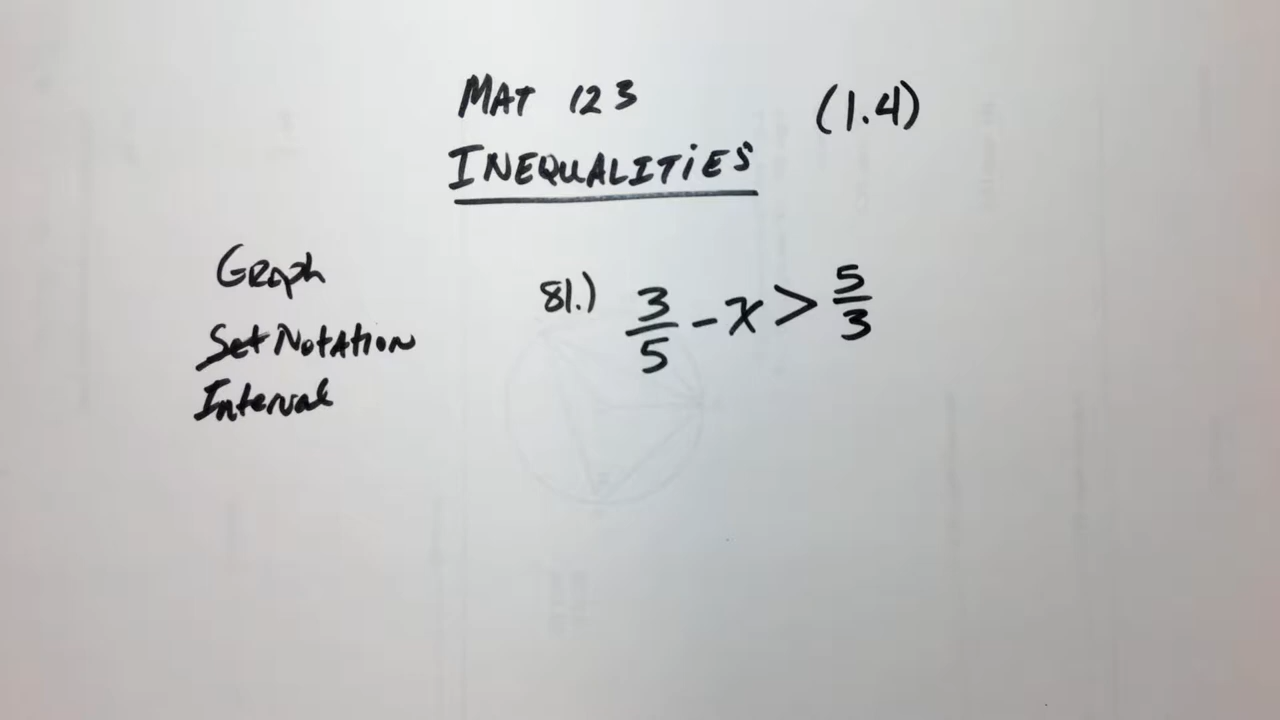 MAT 123 (1.4)
INEQUALITIES
Graph
Set Notation
Interval
81.) 3/5 - x > 5/3